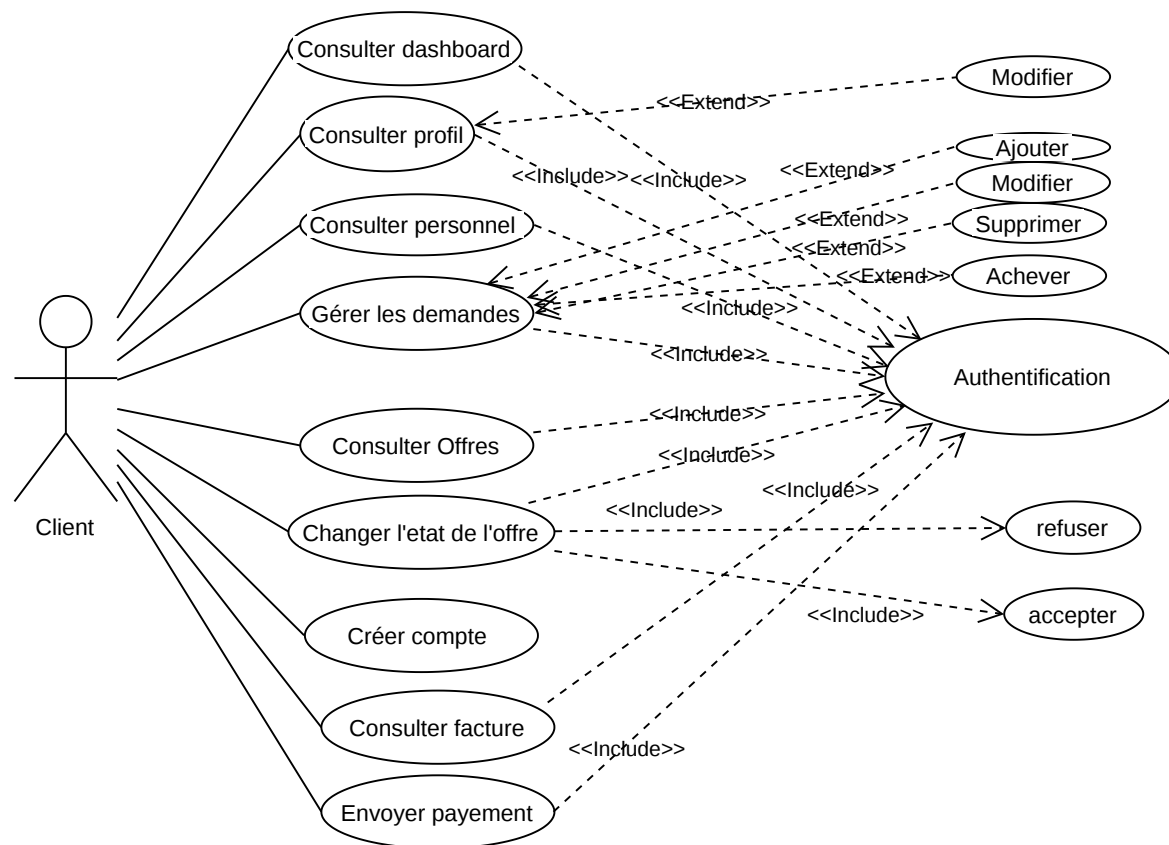 Consulter dashboard
Modifier
<<Extend>>
Consulter profil
Ajouter
<<Include>>
<<Include>>
<<Extend>>
Modifier
Consulter personnel
<<Extend>>
Supprimer
<<Extend>>
Achever
<<Extend>>
Gérer les demandes
<<Include>>
<<Include>>
Authentification
<<Include>>
Consulter Offres
<<Include>>
<<Include>>
Client
Changer l'etat de l'offre
<<Include>>
refuser
<<Include>>
accepter
Créer compte
Consulter facture
<<Include>>
Envoyer payement